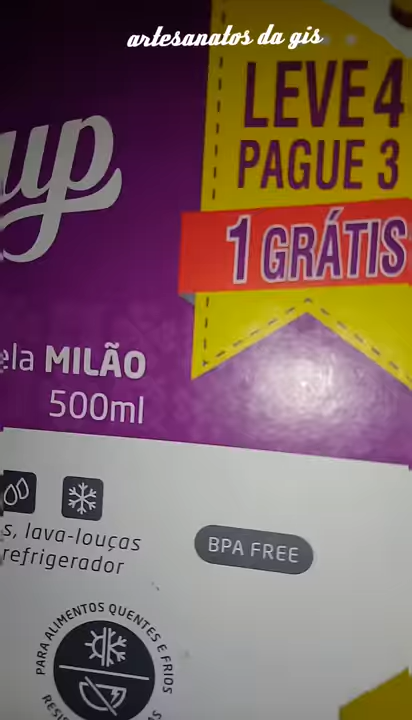 artesanatos da gis
up
LEVE 4
PAGUE 3
1 GRÁTIS
ela MILÃO
500ml
s, lava-louças
refrigerador
BPA FREE
PARA ALIMENTOS QUENTES E FRIOS